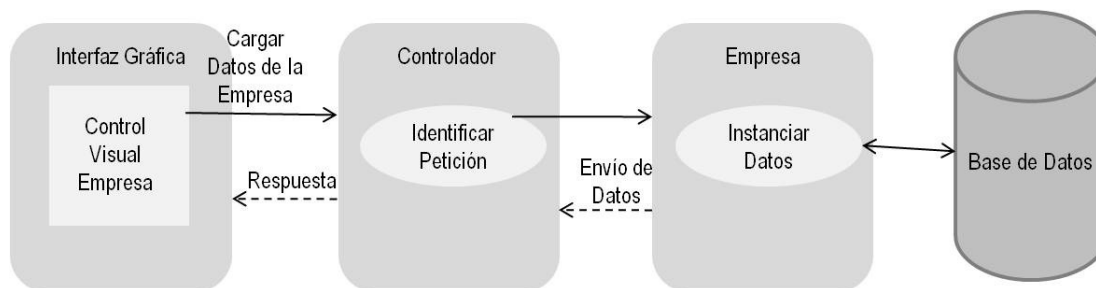 Interfaz Gráfica
Control
Visual
Empresa
Cargar
Datos de la
Empresa
Respuesta
Controlador
Identificar
Petición
Envío de
Datos
Empresa
Instanciar
Datos
Base de Datos